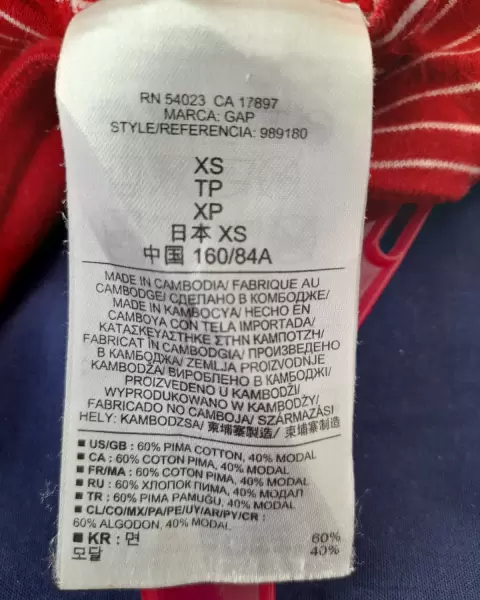 RN 54023 CA 17897
MARCA: GAP
STYLE/REFERENCIA: 989180
XS
TP
XP
日本 XS
中国 160/84A
MADE IN CAMBODIA/ FABRIQUE AU
CAMBODGE/ СДЕЛАНО В КОМБОДЖЕ/
MADE IN KAMBOCYA/ HECHO EN
CAMBOYA CON TELA IMPORTADA/
ΚΑΤΑΣΚΕΥΑΣΤΗΚΕ ΣΤΗΝ ΚΑΜΠΟΤΖΗ/
FABRICAT IN CAMBODGIA/ ПРОИЗВЕДЕНО
В КАМБОДЖА/ ZEMLJA PROIZVODNJE
KAMBODŽA/ ВИРОБЛЕНО В КАМБОДЖІ/
PROIZVEDENO U KAMBODŽI/
WYPRODUKOWANO W KAMBODŻY/
FABRICADO NO CAMBOJA/ SZÁRMAZÁSI
HELY: KAMBODZSA/ 柬埔寨製造/ 柬埔寨制造/
■ US/GB : 60% PIMA COTTON, 40% MODAL
■ CA : 60% COTON PIMA, 40% MODAL
■ FR/MA : 60% COTON PIMA, 40% MODAL
■ RU : 60% ХЛОПОК ПИМА, 40% МОДАЛ
■ TR : 60% PIMA PAMUĞU, 40% MODAL
■ CL/CO/MX/PA/PE/UY/AR/PY/CR :
60% ALGODON, 40% MODAL
■ KR : 면 60%
모달 40%